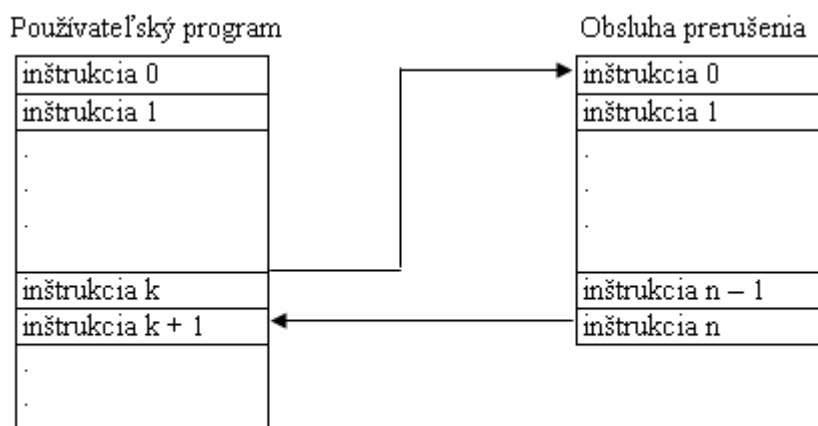 Používateľský program
inštrukcia 0
inštrukcia 1
.
.
.
inštrukcia k
inštrukcia k + 1
.
.
Obsluha prerušenia
inštrukcia 0
inštrukcia 1
.
.
.
inštrukcia n – 1
inštrukcia n